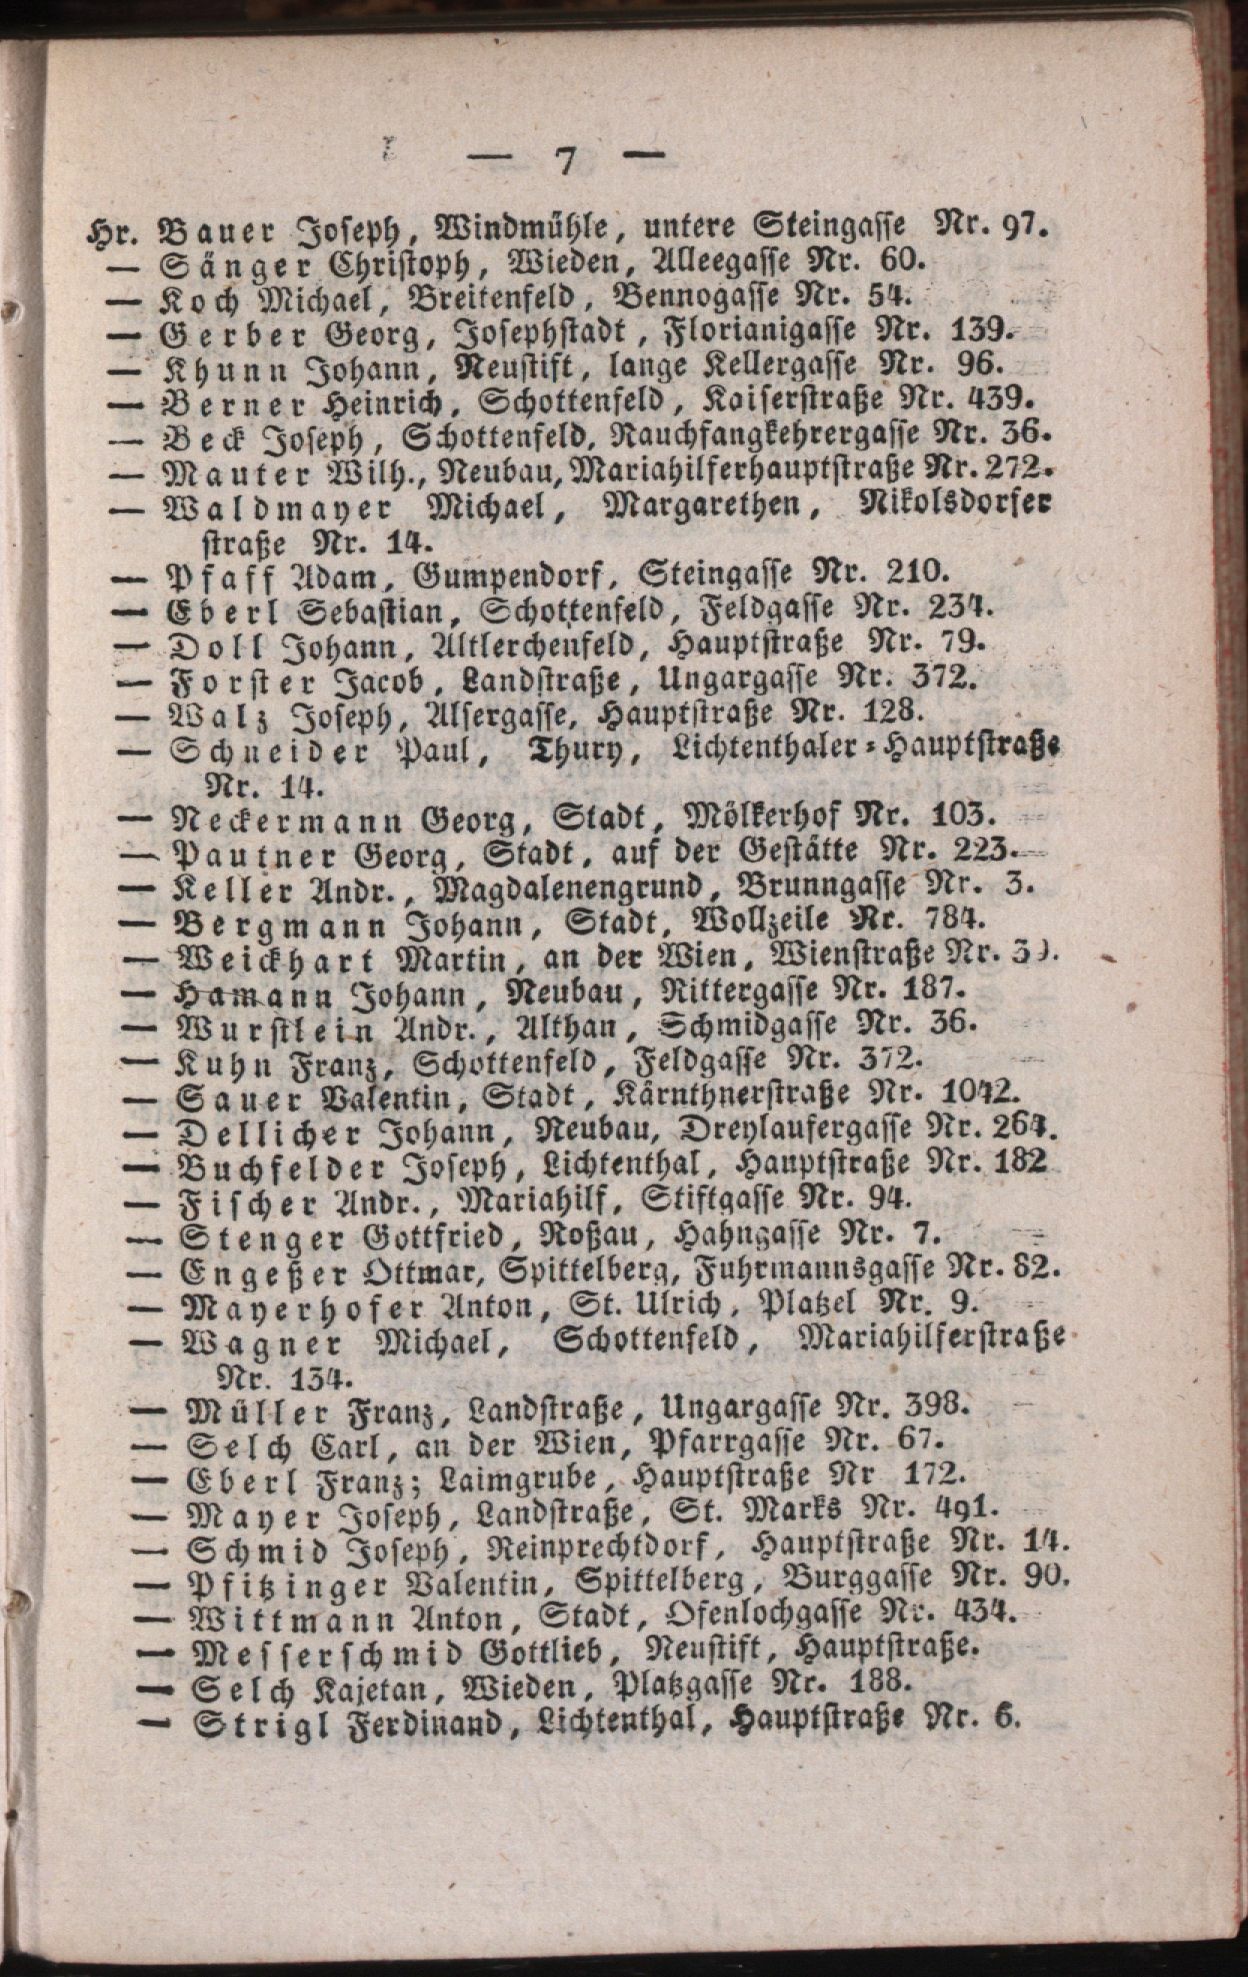 — 7 —
Hr. Bauer Joseph, Windmühle, untere Steingasse Nr. 97.
— Sänger Christoph, Wieden, Alleegasse Nr. 60.
— Koch Michael, Breitenfeld, Bennogasse Nr. 54.
— Gerber Georg, Josephstadt, Florianigasse Nr. 139.
— Khunn Johann, Neustift, lange Kellergasse Nr. 96.
— Berner Heinrich, Schottenfeld, Kaiserstraße Nr. 439.
— Beck Joseph, Schottenfeld, Rauchfangkehrergasse Nr. 36.
— Mauter Wilh., Neubau, Mariahilferhauptstraße Nr. 272.
— Waldmayer Michael, Margarethen, Nikolsdorfer
straße Nr. 14.
— Pfaff Adam, Gumpendorf, Steingasse Nr. 210.
— Eberl Sebastian, Schottenfeld, Feldgasse Nr. 234.
— Doll Johann, Altlerchenfeld, Hauptstraße Nr. 79.
— Forster Jacob, Landstraße, Ungargasse Nr. 372.
— Walz Joseph, Alsergasse, Hauptstraße Nr. 128.
— Schneider Paul, Thury, Lichtenthaler-Hauptstraße
Nr. 14.
— Neckermann Georg, Stadt, Mölkerhof Nr. 103.
— Pautner Georg, Stadt, auf der Gestätte Nr. 223.
— Keller Andr., Magdalenengrund, Brunngasse Nr. 3.
— Bergmann Johann, Stadt, Wollzeile Nr. 784.
— Weickhart Martin, an der Wien, Wienstraße Nr.
— Hamann Johann, Neubau, Rittergasse Nr. 187.
— Wurstlein Andr., Althan, Schmidgasse Nr. 36.
— Kuhn Franz, Schottenfeld, Feldgasse Nr. 372.
— Sauer Valentin, Stadt, Kärnthnerstraße Nr. 1042.
— Dellicher Johann, Neubau, Dreylaufergasse Nr. 264.
— Buchfelder Joseph, Lichtenthal, Hauptstraße Nr. 182
— Fischer Andr., Mariahilf, Stiftgasse Nr. 94.
— Stenger Gottfried, Roßau, Hahngasse Nr. 7.
— Engeßer Ottmar, Spittelberg, Fuhrmannsgasse Nr. 82.
— Mayerhofer Anton, St. Ulrich, Platzel Nr. 9.
— Wagner Michael, Schottenfeld, Mariahilferstraße
Nr. 134.
— Müller Franz, Landstraße, Ungargasse Nr. 398.
— Selch Carl, an der Wien, Pfarrgasse Nr. 67.
— Eberl Franz; Laimgrube, Hauptstraße Nr 172.
— Mayer Joseph, Landstraße, St. Marks Nr. 491.
— Schmid Joseph, Reinprechtdorf, Hauptstraße Nr. 14.
— Pfitzinger Valentin, Spittelberg, Burggasse Nr. 90.
— Wittmann Anton, Stadt, Ofenlochgasse Nr. 434.
— Messerschmid Gottlieb, Neustift, Hauptstraße.
— Selch Kajetan, Wieden, Platzgasse Nr. 188.
— Strigl Ferdinand, Lichtenthal, Hauptstraße Nr. 6.